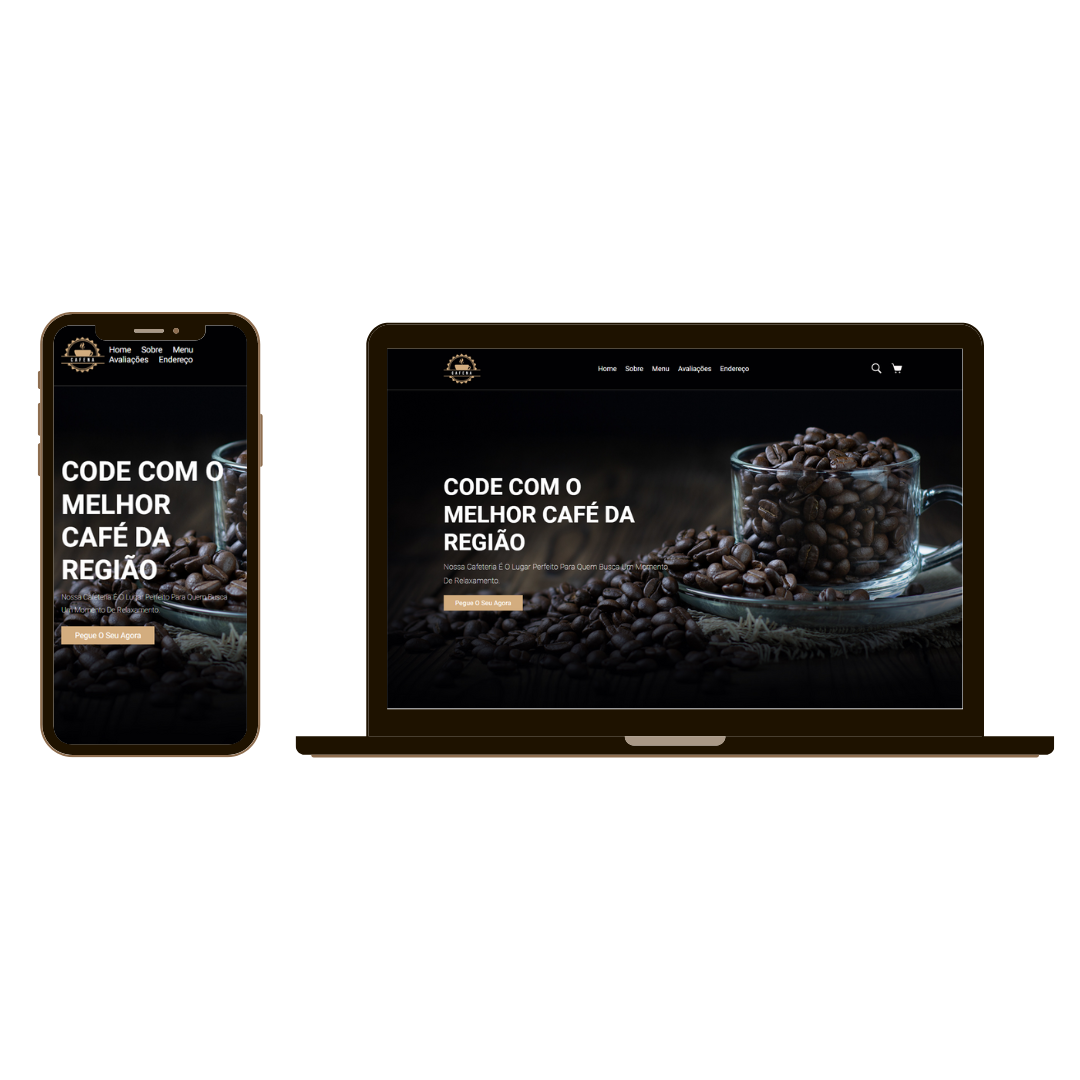 CAFENA
Home Sobre Menu
Avaliações Endereço
CODE COM O
MELHOR
CAFÉ DA
REGIÃO
Nossa Cafeteria É O Lugar Perfeito Para Quem Busca
Um Momento De Relaxamento.
Pegue O Seu Agora
CAFENA
Home Sobre Menu Avaliações Endereço
CODE COM O
MELHOR CAFÉ DA
REGIÃO
Nossa Cafeteria É O Lugar Perfeito Para Quem Busca Um Momento
De Relaxamento.
Pegue O Seu Agora